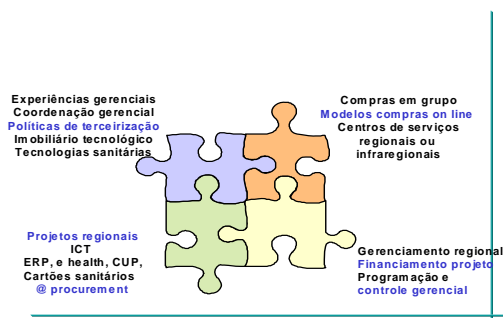 Experiências gerenciais
Coordenação gerencial
Políticas de terceirização
Imobiliário tecnológico
Tecnologias sanitárias
Compras em grupo
Modelos compras on line
Centros de serviços
regionais ou
infraregionais
Projetos regionais
ICT
ERP, e health, CUP,
Cartões sanitários
@ procurement
Gerenciamento regional
Financiamento projeto
Programação e
controle gerencial